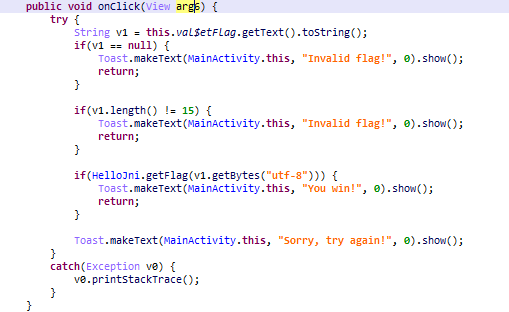 public void onClick(View arg6) {
try {
String v1 = this.val$etFlag.getText().toString();
if(v1 == null) {
Toast.makeText(MainActivity.this, "Invalid flag!", 0).show();
return;
}
if(v1.length() != 15) {
Toast.makeText(MainActivity.this, "Invalid flag!", 0).show();
return;
}
if(HelloJni.getFlag(v1.getBytes("utf-8"))) {
Toast.makeText(MainActivity.this, "You win!", 0).show();
return;
}
Toast.makeText(MainActivity.this, "Sorry, try again!", 0).show();
}
catch(Exception v0) {
v0.printStackTrace();
}
}